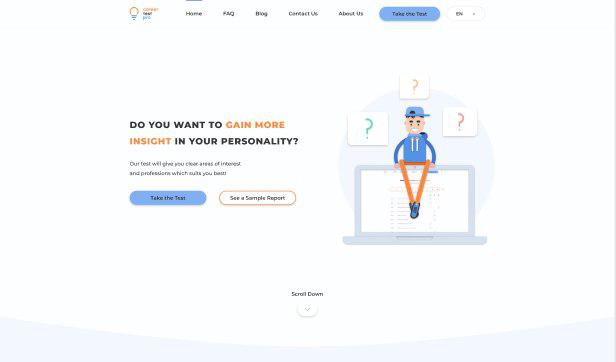 career
test
pro
Home
FAQ
Blog
Contact Us
About Us
Take the Test
EN
DO YOU WANT TO GAIN MORE
INSIGHT IN YOUR PERSONALITY?
Our test will give you clear areas of interest
and professions which suits you best!
Take the Test
See a Sample Report
?
?
?
Scroll Down